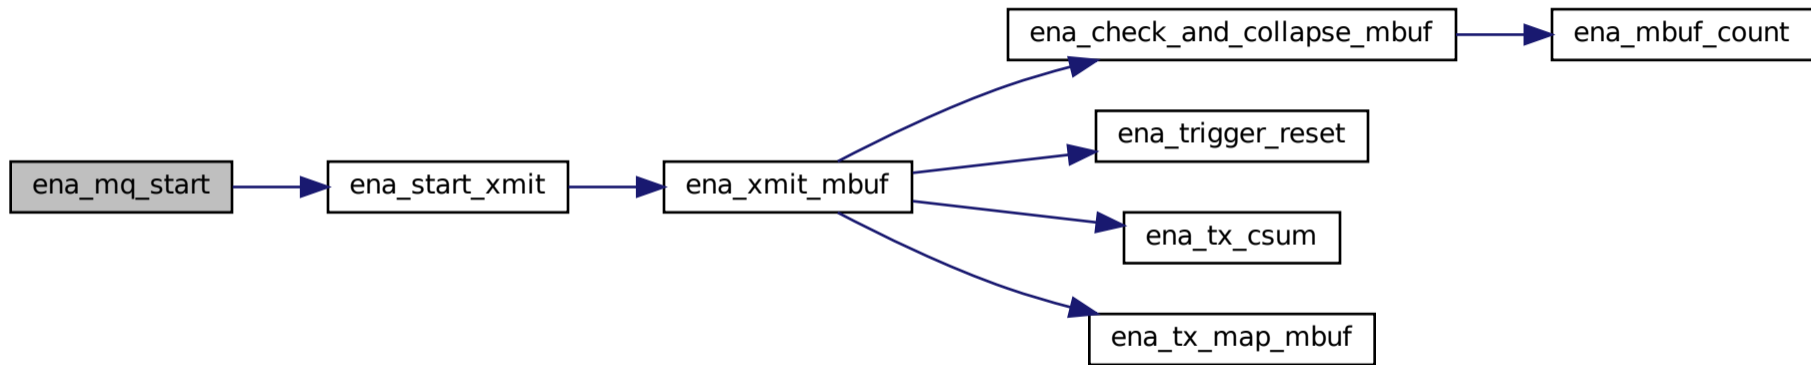 ena_mq_start
ena_start_xmit
ena_xmit_mbuf
ena_check_and_collapse_mbuf
ena_mbuf_count
ena_trigger_reset
ena_tx_csum
ena_tx_map_mbuf